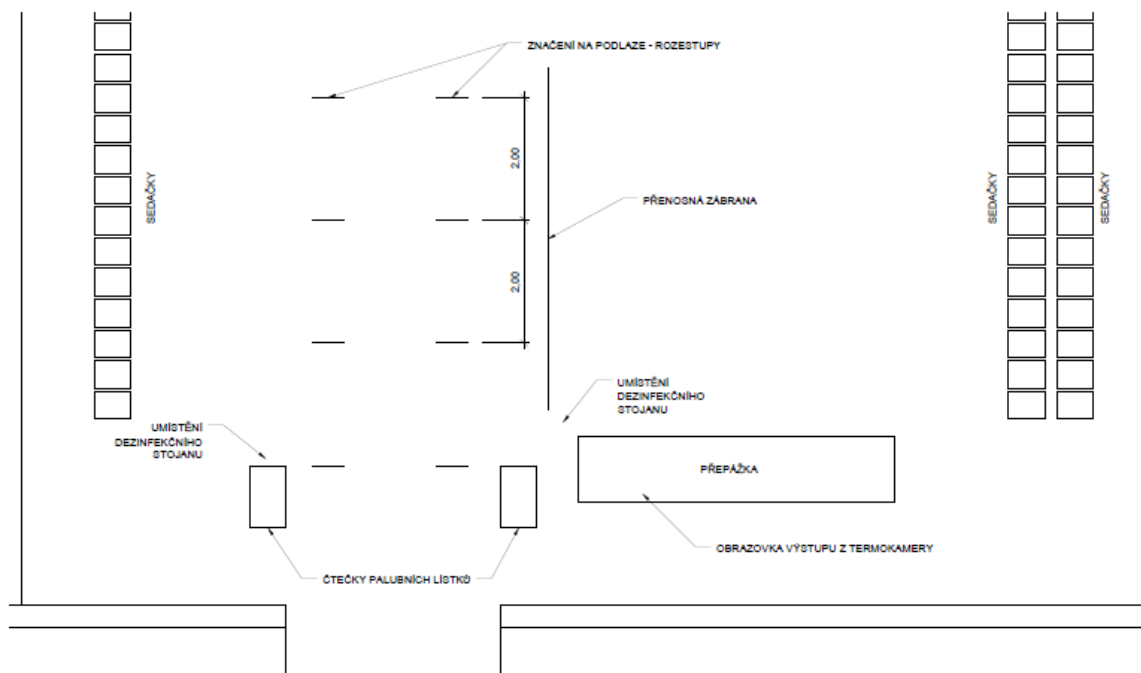 ZNAČENÍ NA PODLAZE - ROZESTUPY
2,00
SEDAČKY
PŘENOSNÁ ZÁBRANA
SEDAČKY
SEDAČKY
2,00
UMÍSTĚNÍ
DEZINFEKČNÍHO
STOJANU
UMÍSTĚNÍ
DEZINFEKČNÍHO
STOJANU
PŘEPÁŽKA
OBRAZOVKA VÝSTUPU Z TERMOKAMERY
ČTEČKY PALUBNÍCH LÍSTKŮ